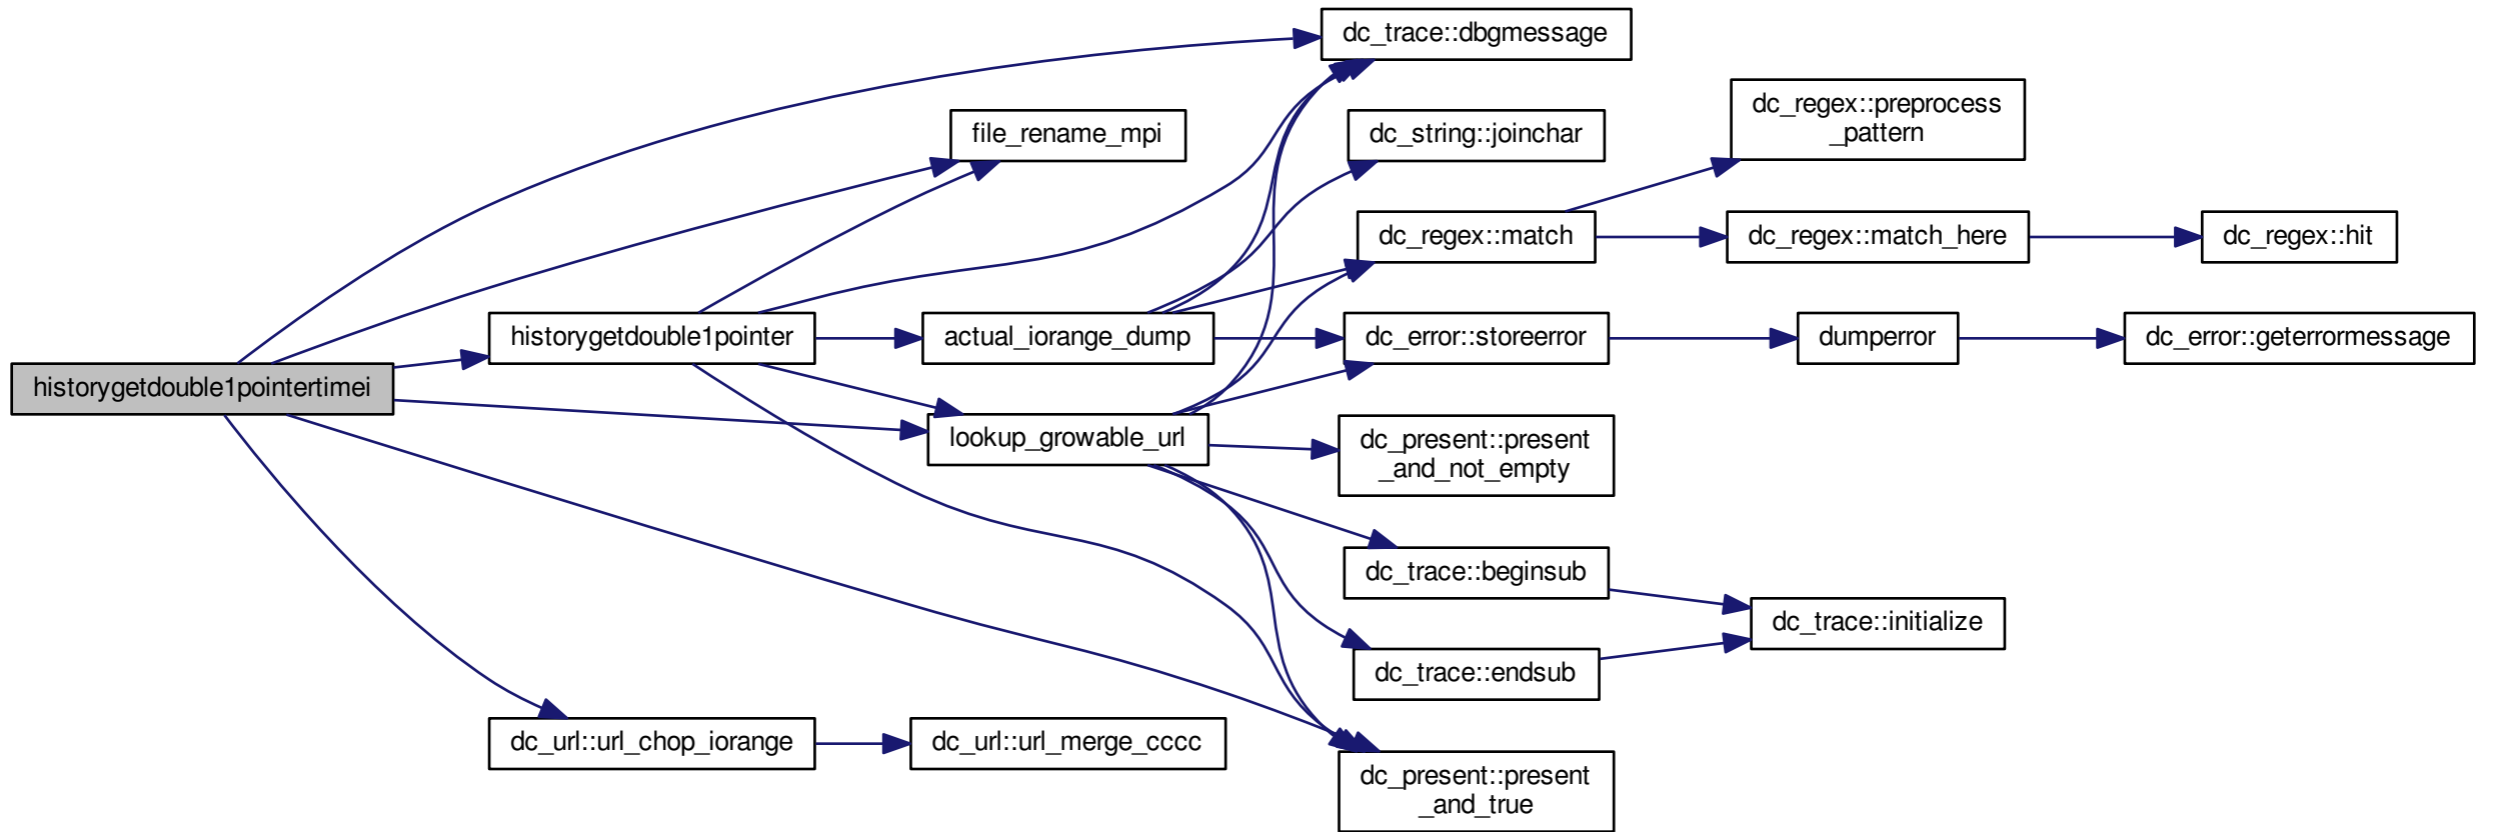 dc_trace::dbgmessage
dc_regex::preprocess
_pattern
file_rename_mpi
dc_string::joinchar
dc_regex::match
dc_regex::match_here
dc_regex::hit
historygetdouble1pointer
actual_iorange_dump
dc_error::storeerror
dumperror
dc_error::geterrormessage
historygetdouble1pointertimei
lookup_growable_url
dc_present::present
_and_not_empty
dc_trace::beginsub
dc_trace::initialize
dc_trace::endsub
dc_url::url_chop_iorange
dc_url::url_merge_cccc
dc_present::present
_and_true